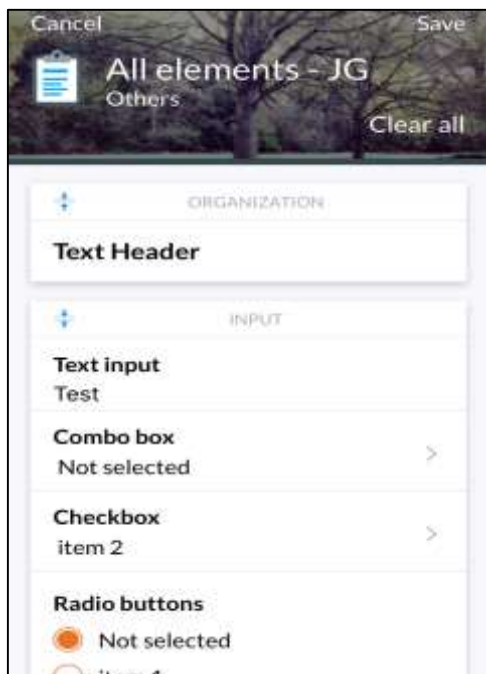 Cancel Save
All elements - JG
Others
Clear all
ORGANIZATION
Text Header
INPUT
Text input
Test
Combo box
Not selected
Checkbox
item 2
Radio buttons
Not selected